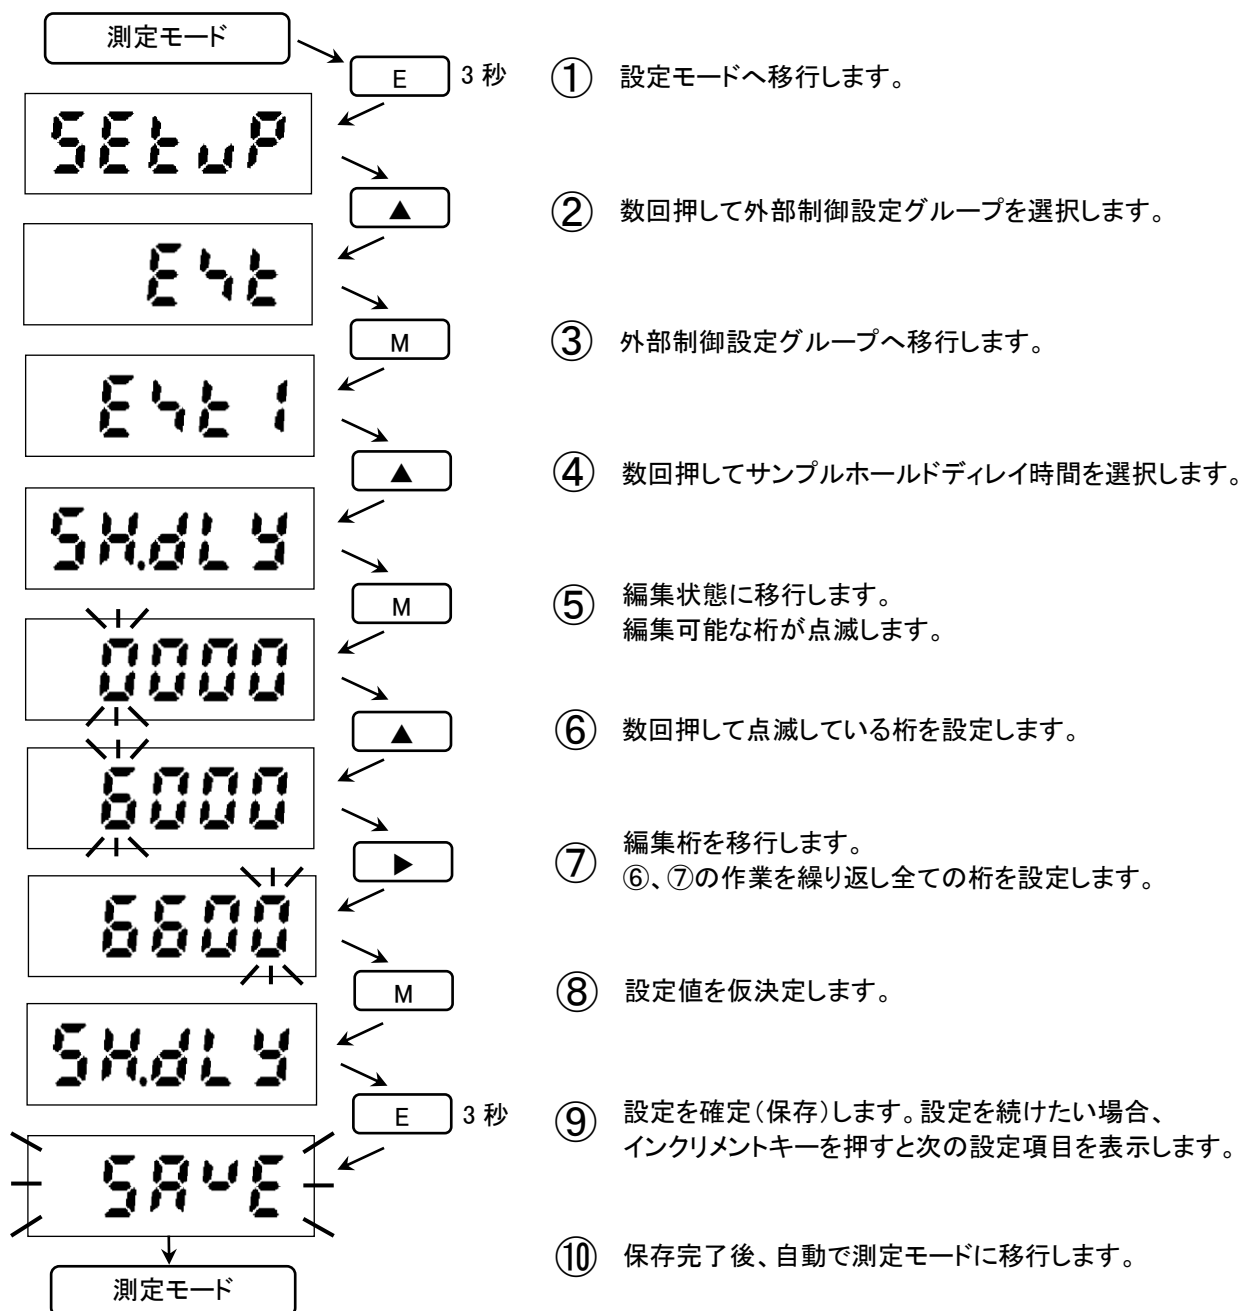 測定モード
E 3 秒 ① 設定モードへ移行します。
SEtuP
▲ ② 数回押して外部制御設定グループを選択します。
E4t
M ③ 外部制御設定グループへ移行します。
E4t1
▲ ④ 数回押してサンプルホールドディレイ時間を選択します。
SH.dLY
M ⑤ 編集状態に移行します。
編集可能な桁が点滅します。
0000
▲ ⑥ 数回押して点滅している桁を設定します。
6000
▶ ⑦ 編集桁を移行します。
⑥、⑦の作業を繰り返し全ての桁を設定します。
6600
M ⑧ 設定値を仮決定します。
SH.dLY
E 3 秒 ⑨ 設定を確定(保存)します。設定を続けたい場合、
インクリメントキーを押すと次の設定項目を表示します。
SAvE
⑩ 保存完了後、自動で測定モードに移行します。
測定モード